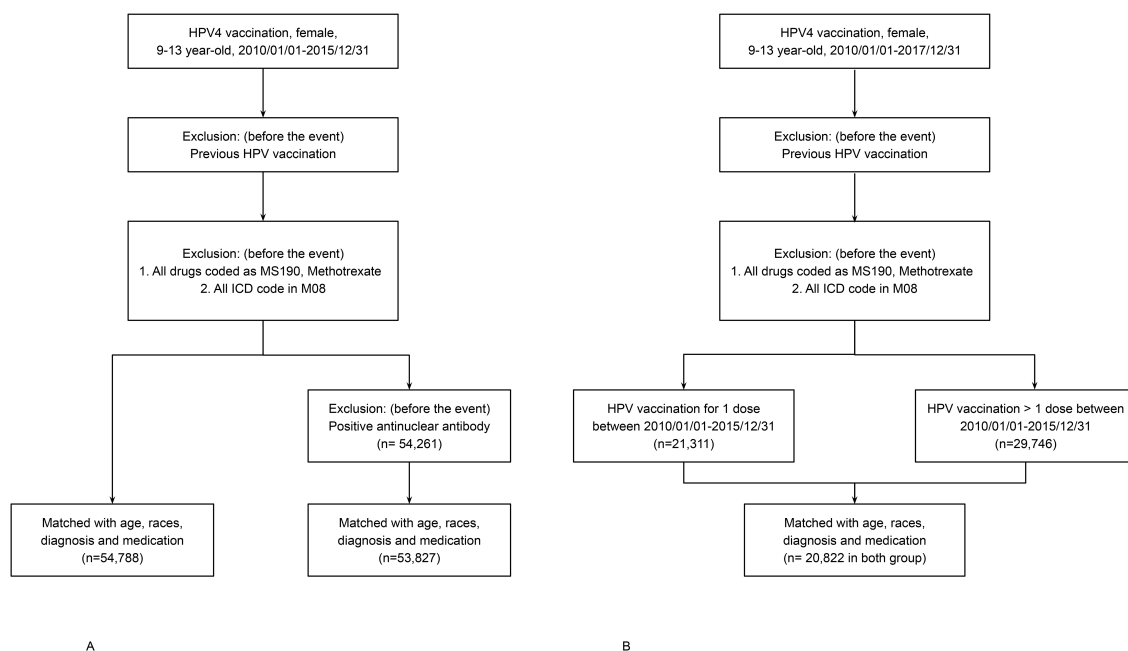 HPV4 vaccination, female,
9-13 year-old, 2010/01/01-2015/12/31
Exclusion: (before the event)
Previous HPV vaccination
Exclusion: (before the event)
1. All drugs coded as MS190, Methotrexate
2. All ICD code in M08
Exclusion: (before the event)
Positive antinuclear antibody
(n= 54,261)
Matched with age, races,
diagnosis and medication
(n=54,788)
Matched with age, races,
diagnosis and medication
(n=53,827)
A
HPV4 vaccination, female,
9-13 year-old, 2010/01/01-2017/12/31
Exclusion: (before the event)
Previous HPV vaccination
Exclusion: (before the event)
1. All drugs coded as MS190, Methotrexate
2. All ICD code in M08
HPV vaccination for 1 dose
between 2010/01/01-2015/12/31
(n=21,311)
HPV vaccination > 1 dose between
2010/01/01-2015/12/31
(n=29,746)
Matched with age, races,
diagnosis and medication
(n= 20,822 in both group)
B